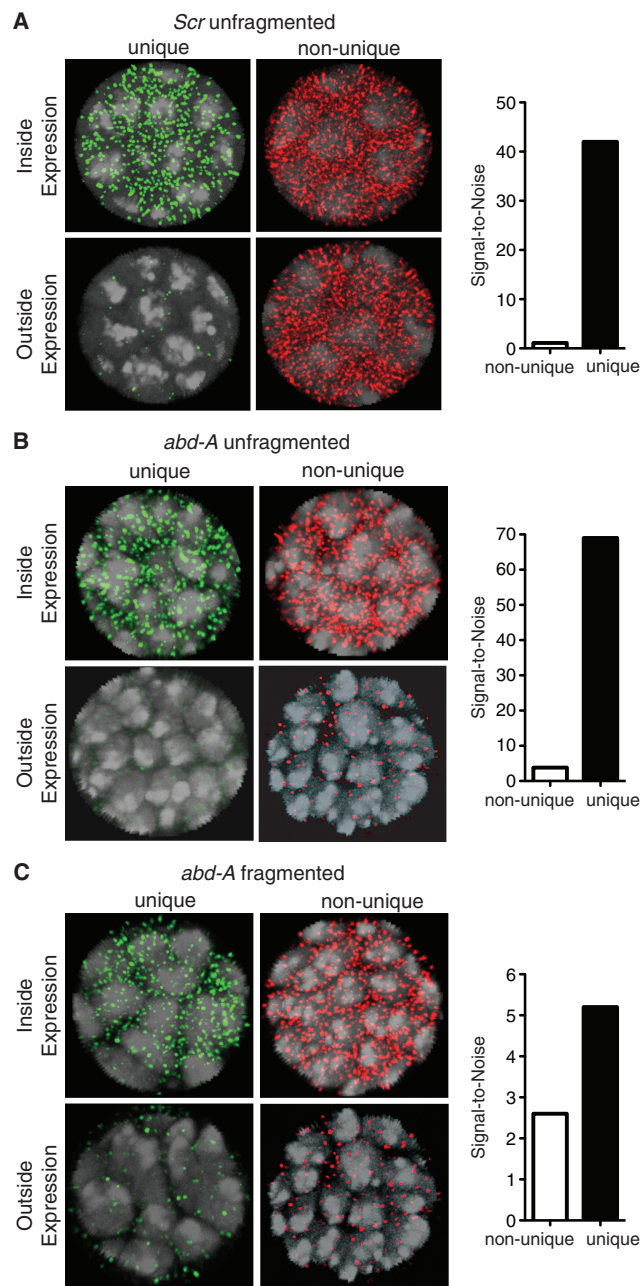 A
Scr unfragmented
unique
non-unique
Inside
Expression
Outside
Expression
Signal-to-Noise
50
40
30
20
10
0
non-unique
unique
B
abd-A unfragmented
unique
non-unique
Inside
Expression
Outside
Expression
Signal-to-Noise
70
60
50
40
30
20
10
0
non-unique
unique
C
abd-A fragmented
unique
non-unique
Inside
Expression
Outside
Expression
Signal-to-Noise
6
5
4
3
2
1
0
non-unique
unique